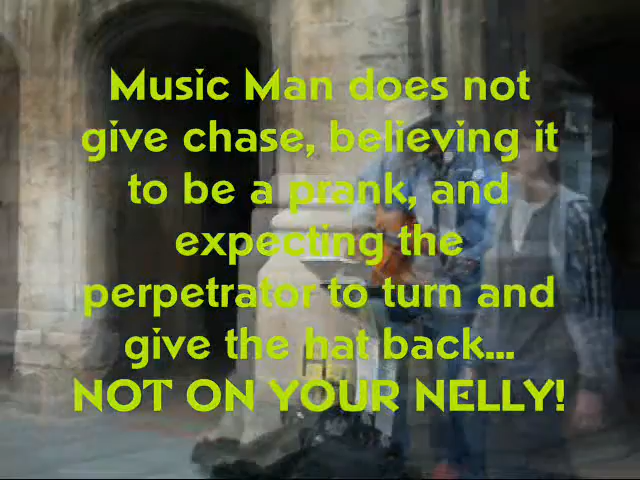 Music Man does not
give chase, believing it
to be a prank, and
expecting the
perpetrator to turn and
give the hat back...
NOT ON YOUR NELLY!